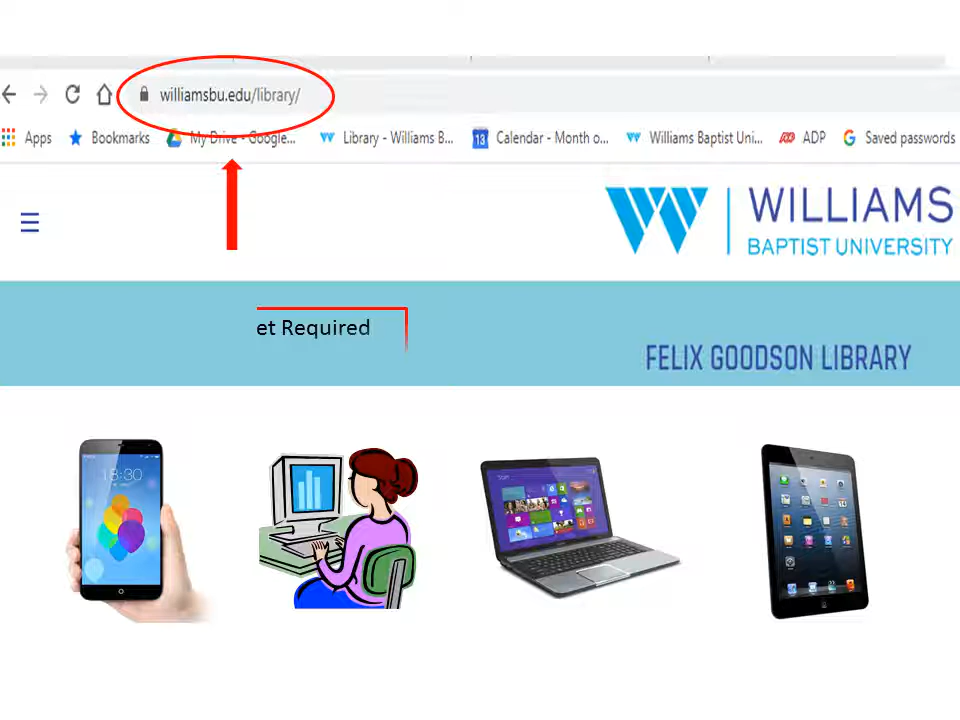 williamsbu.edu/library/
Apps Bookmarks My Drive - Google... Library - Williams B... 13 Calendar - Month o... Williams Baptist Uni... ADP Saved passwords
WILLIAMS
BAPTIST UNIVERSITY
et Required
FELIX GOODSON LIBRARY
18:30